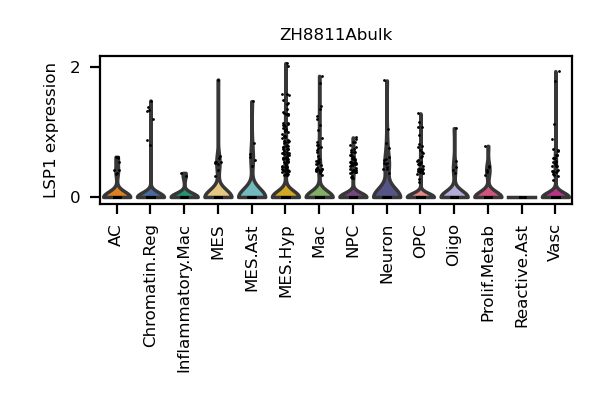 ZH8811Abulk
LSP1 expression
2
0
AC
Chromatin.Reg
Inflammatory.Mac
MES
MES.Ast
MES.Hyp
Mac
NPC
Neuron
OPC
Oligo
Prolif.Metab
Reactive.Ast
Vasc